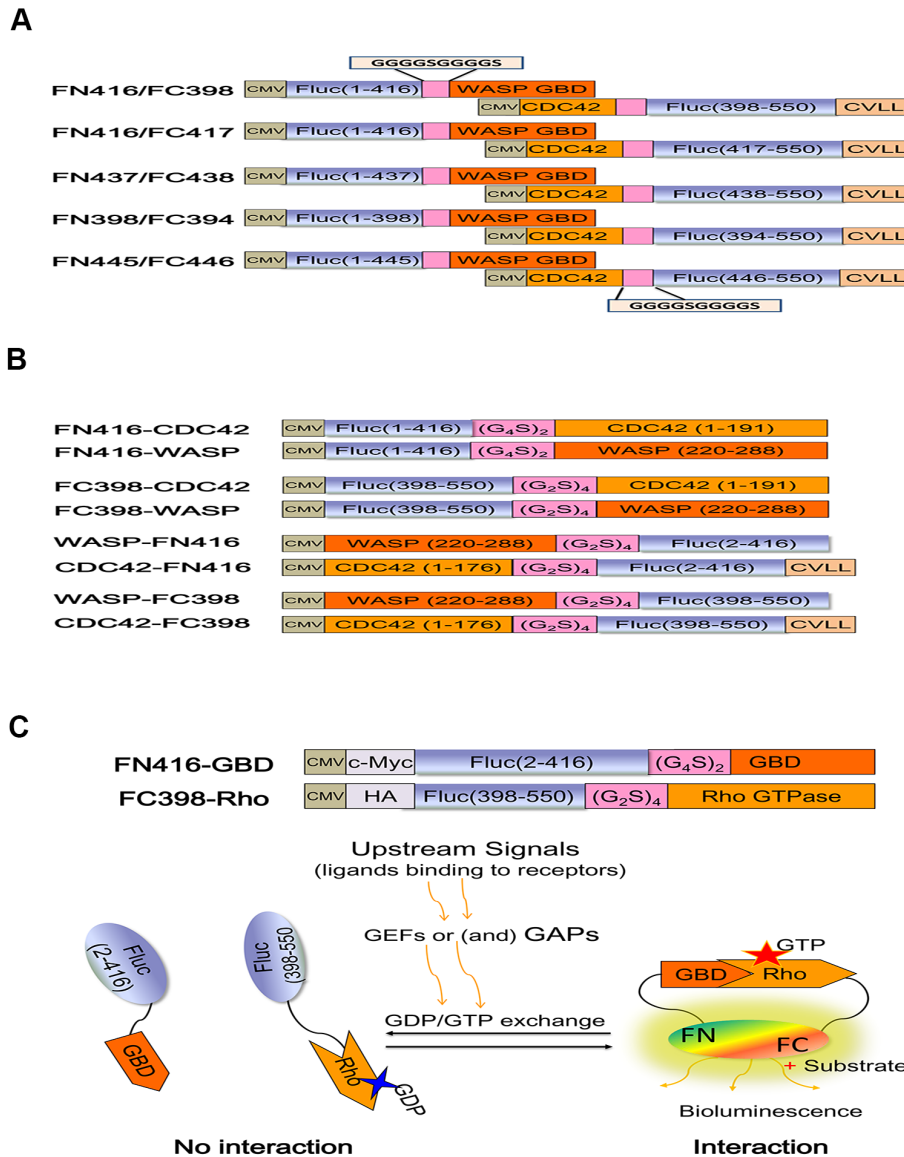 A
GGGGSGGGGS
FN416/FC398 CMV Fluc(1-416) WASP GBD
CMV CDC42 Fluc(398-550) CVLL
FN416/FC417 CMV Fluc(1-416) WASP GBD
CMV CDC42 Fluc(417-550) CVLL
FN437/FC438 CMV Fluc(1-437) WASP GBD
CMV CDC42 Fluc(438-550) CVLL
FN398/FC394 CMV Fluc(1-398) WASP GBD
CMV CDC42 Fluc(394-550) CVLL
FN445/FC446 CMV Fluc(1-445) WASP GBD
CMV CDC42 Fluc(446-550) CVLL
GGGGSGGGGS
B
FN416-CDC42 CMV Fluc(1-416) (G4S)2 CDC42 (1-191)
FN416-WASP CMV Fluc(1-416) (G4S)2 WASP (220-288)
FC398-CDC42 CMV Fluc(398-550) (G2S)4 CDC42 (1-191)
FC398-WASP CMV Fluc(398-550) (G2S)4 WASP (220-288)
WASP-FN416 CMV WASP (220-288) (G2S)4 Fluc(2-416)
CDC42-FN416 CMV CDC42 (1-176) (G2S)4 Fluc(2-416) CVLL
WASP-FC398 CMV WASP (220-288) (G2S)4 Fluc(398-550)
CDC42-FC398 CMV CDC42 (1-176) (G2S)4 Fluc(398-550) CVLL
C
FN416-GBD CMV c-Myc Fluc(2-416) (G4S)2 GBD
FC398-Rho CMV HA Fluc(398-550) (G2S)4 Rho GTPase
Upstream Signals
(ligands binding to receptors)
GEFs or (and) GAPs
GDP/GTP exchange
Fluc
(2-416)
GBD
Fluc
(398-550
Rho
GDP
GTP
GBD Rho
FN FC
+ Substrate
Bioluminescence
No interaction
Interaction